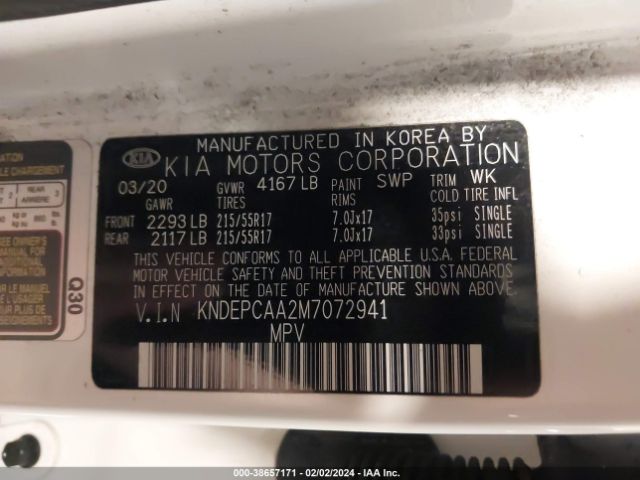 MANUFACTURED IN KOREA BY
KIA KIA MOTORS CORPORATION
03/20 GVWR 4167 LB PAINT SWP TRIM WK
GAWR TIRES RIMS COLD TIRE INFL
FRONT 2293 LB 215/55R17 7.0Jx17 35psi SINGLE
REAR 2117 LB 215/55R17 7.0Jx17 33psi SINGLE
THIS VEHICLE CONFORMS TO ALL APPLICABLE U.S.A. FEDERAL
MOTOR VEHICLE SAFETY AND THEFT PREVENTION STANDARDS
IN EFFECT ON THE DATE OF MANUFACTURE SHOWN ABOVE.
V.I.N KNDEPCAA2M7072941
MPV
ARRIERE
SEE OWNER'S
Q30
000-38657171 - 02/02/2024 - IAA Inc.